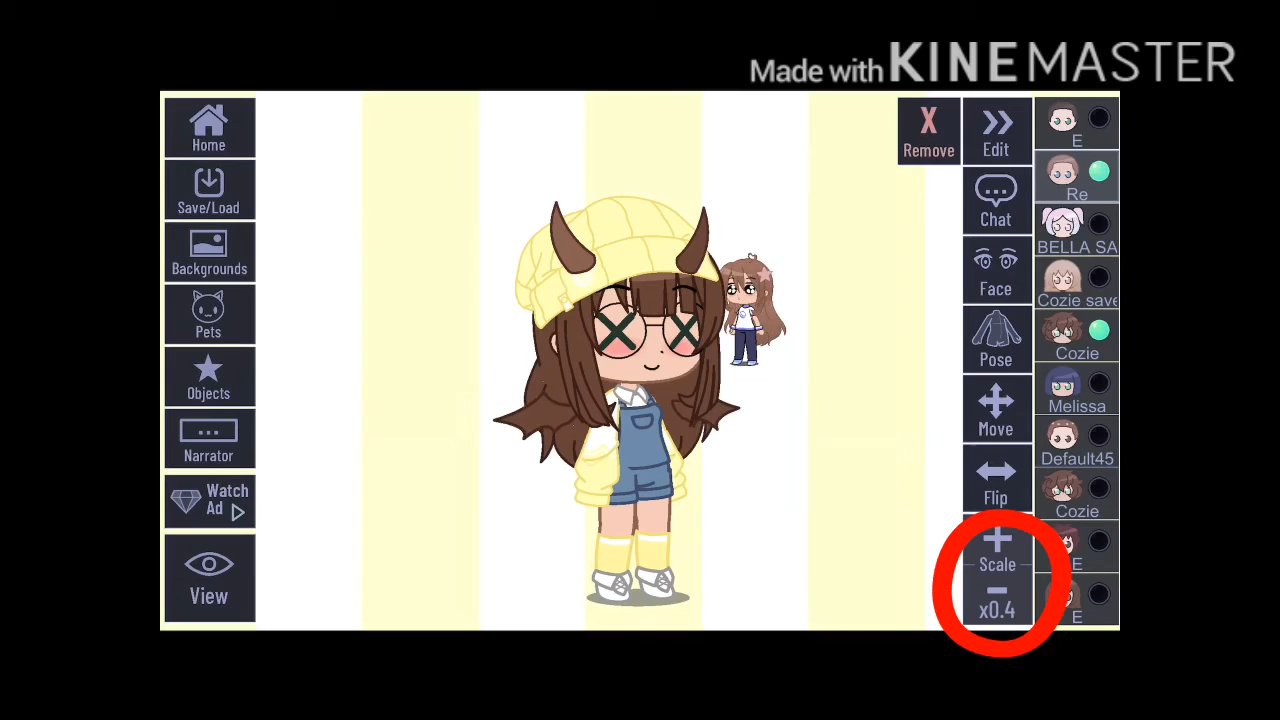 Made with KINEMASTER
Home
Save/Load
Backgrounds
Pets
Objects
Narrator
Watch
Ad
View
X
Remove
Edit
Chat
Face
Pose
Move
Flip
Scale
x0.4
E
Re
BELLA SA
Cozie save
Cozie
Melissa
Default45
Cozie
E
E